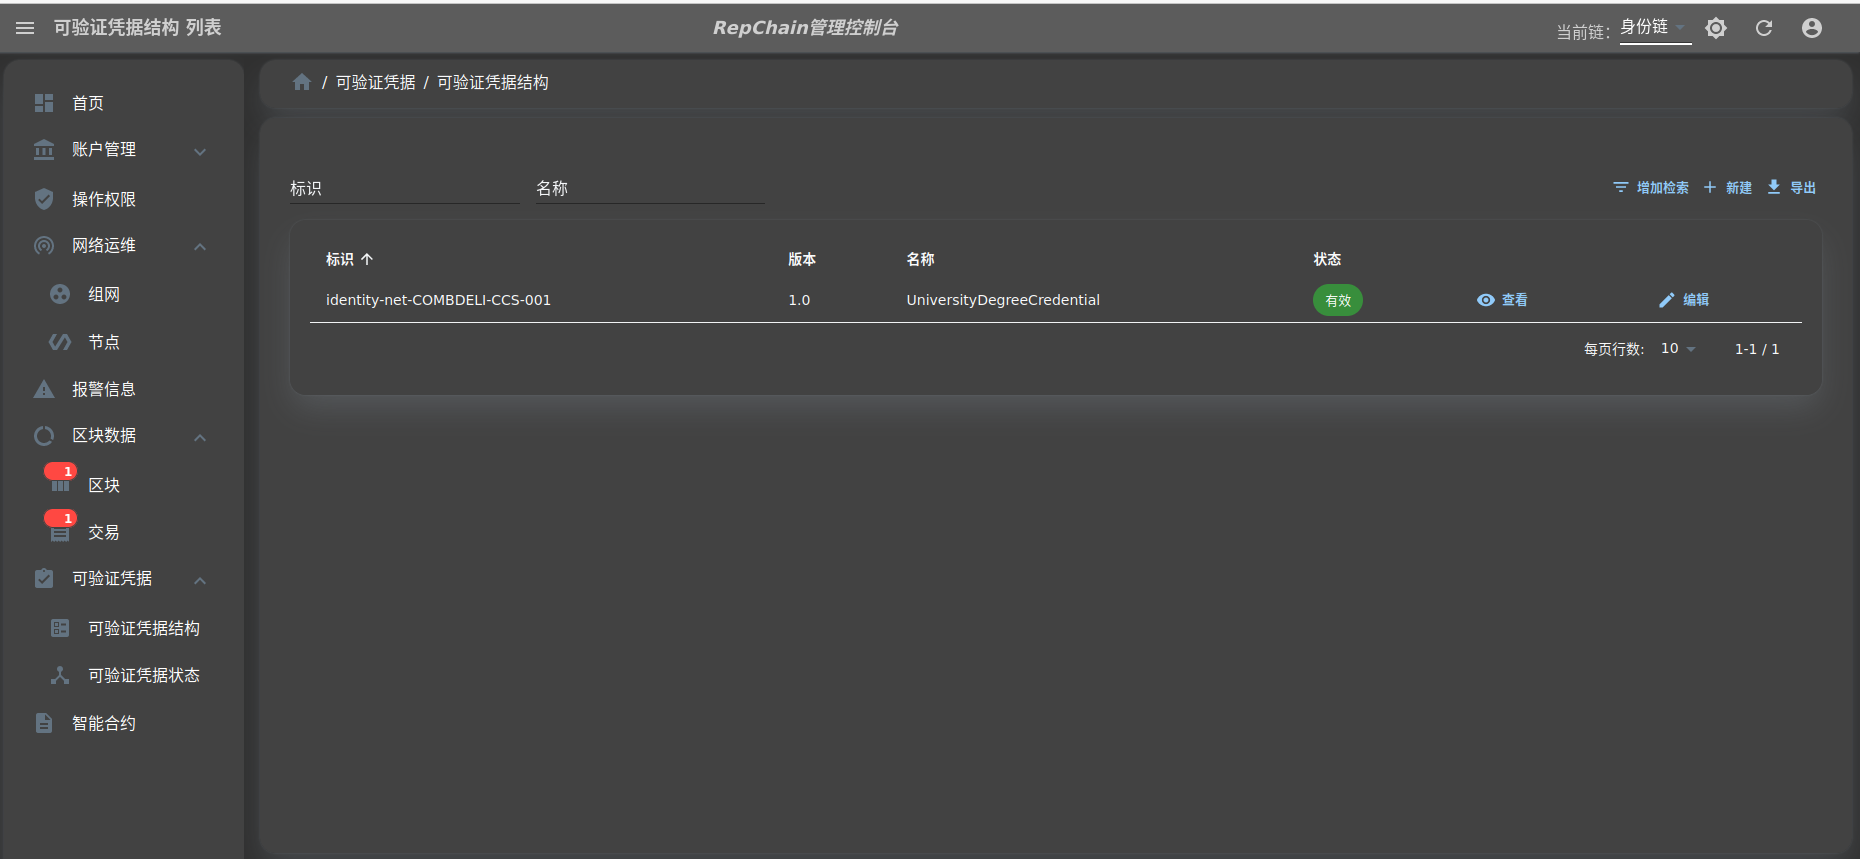 可验证凭据结构 列表
RepChain管理控制台
当前链: 身份链
首页
账户管理
操作权限
网络运维
组网
节点
报警信息
区块数据
1
区块
1
交易
可验证凭据
可验证凭据结构
可验证凭据状态
智能合约
/ 可验证凭据 / 可验证凭据结构
标识 名称 增加检索 新建 导出
标识 版本 名称 状态
identity-net-COMBDELI-CCS-001 1.0 UniversityDegreeCredential 有效 查看 编辑
每页行数: 10 1-1 / 1